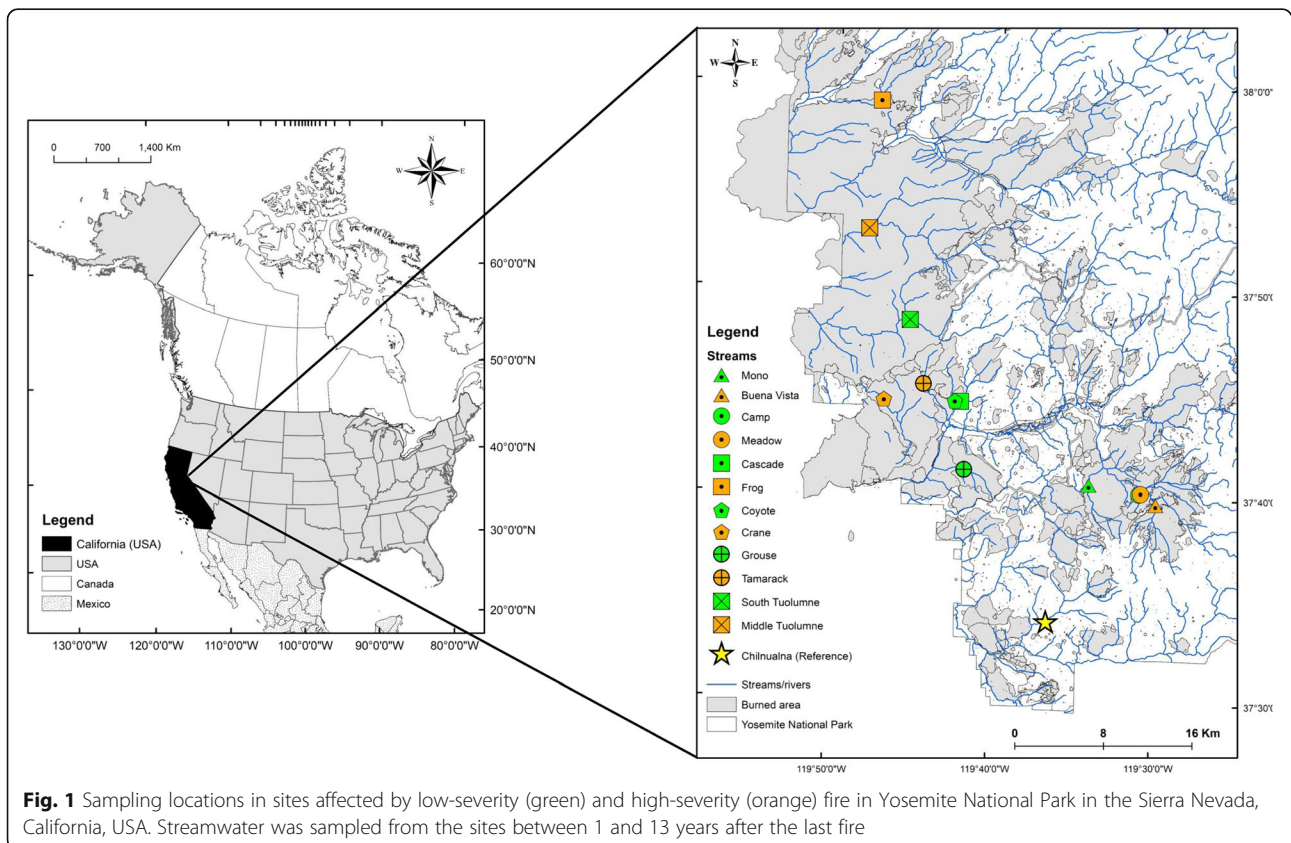 N
W E
S
0 700 1,400 Km
60°0'0"N
50°0'0"N
40°0'0"N
30°0'0"N
20°0'0"N
Legend
California (USA)
USA
Canada
Mexico
130°0'0"W 120°0'0"W 110°0'0"W 100°0'0"W 90°0'0"W 80°0'0"W
N
W E
S
38°0'0"N
37°50'0"N
37°40'0"N
37°30'0"N
Legend
Streams
Mono
Buena Vista
Camp
Meadow
Cascade
Frog
Coyote
Crane
Grouse
Tamarack
South Tuolumne
Middle Tuolumne
Chilnualna (Reference)
Streams/rivers
Burned area
Yosemite National Park
0 8 16 Km
119°50'0"W 119°40'0"W 119°30'0"W
Fig. 1 Sampling locations in sites affected by low-severity (green) and high-severity (orange) fire in Yosemite National Park in the Sierra Nevada,
California, USA. Streamwater was sampled from the sites between 1 and 13 years after the last fire